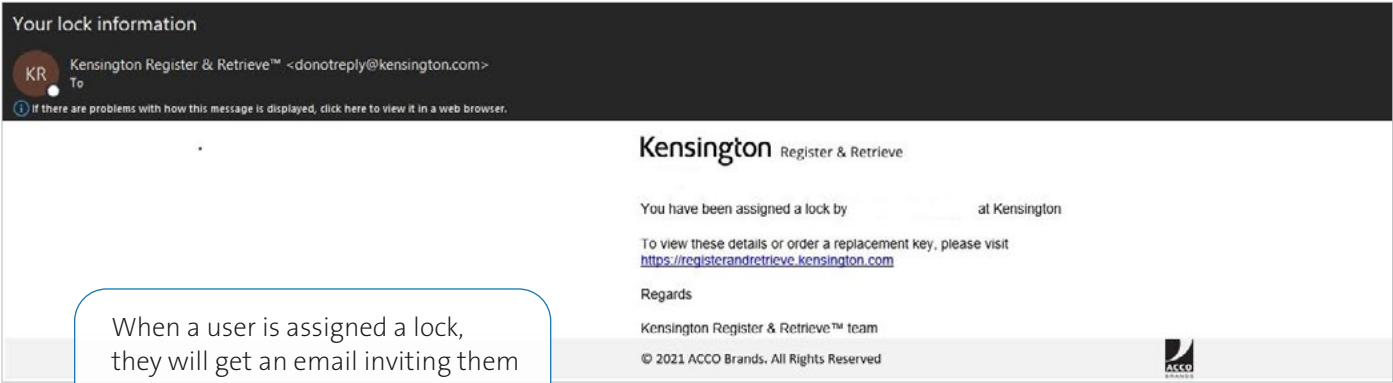 Your lock information
KR
Kensington Register & Retrieve™ <donotreply@kensington.com>
To
If there are problems with how this message is displayed, click here to view it in a web browser.
Kensington Register & Retrieve
You have been assigned a lock by at Kensington
To view these details or order a replacement key, please visit
https://registerandretrieve.kensington.com
Regards
Kensington Register & Retrieve™ team
© 2021 ACCO Brands. All Rights Reserved
ACCO
BRANDS
When a user is assigned a lock,
they will get an email inviting them